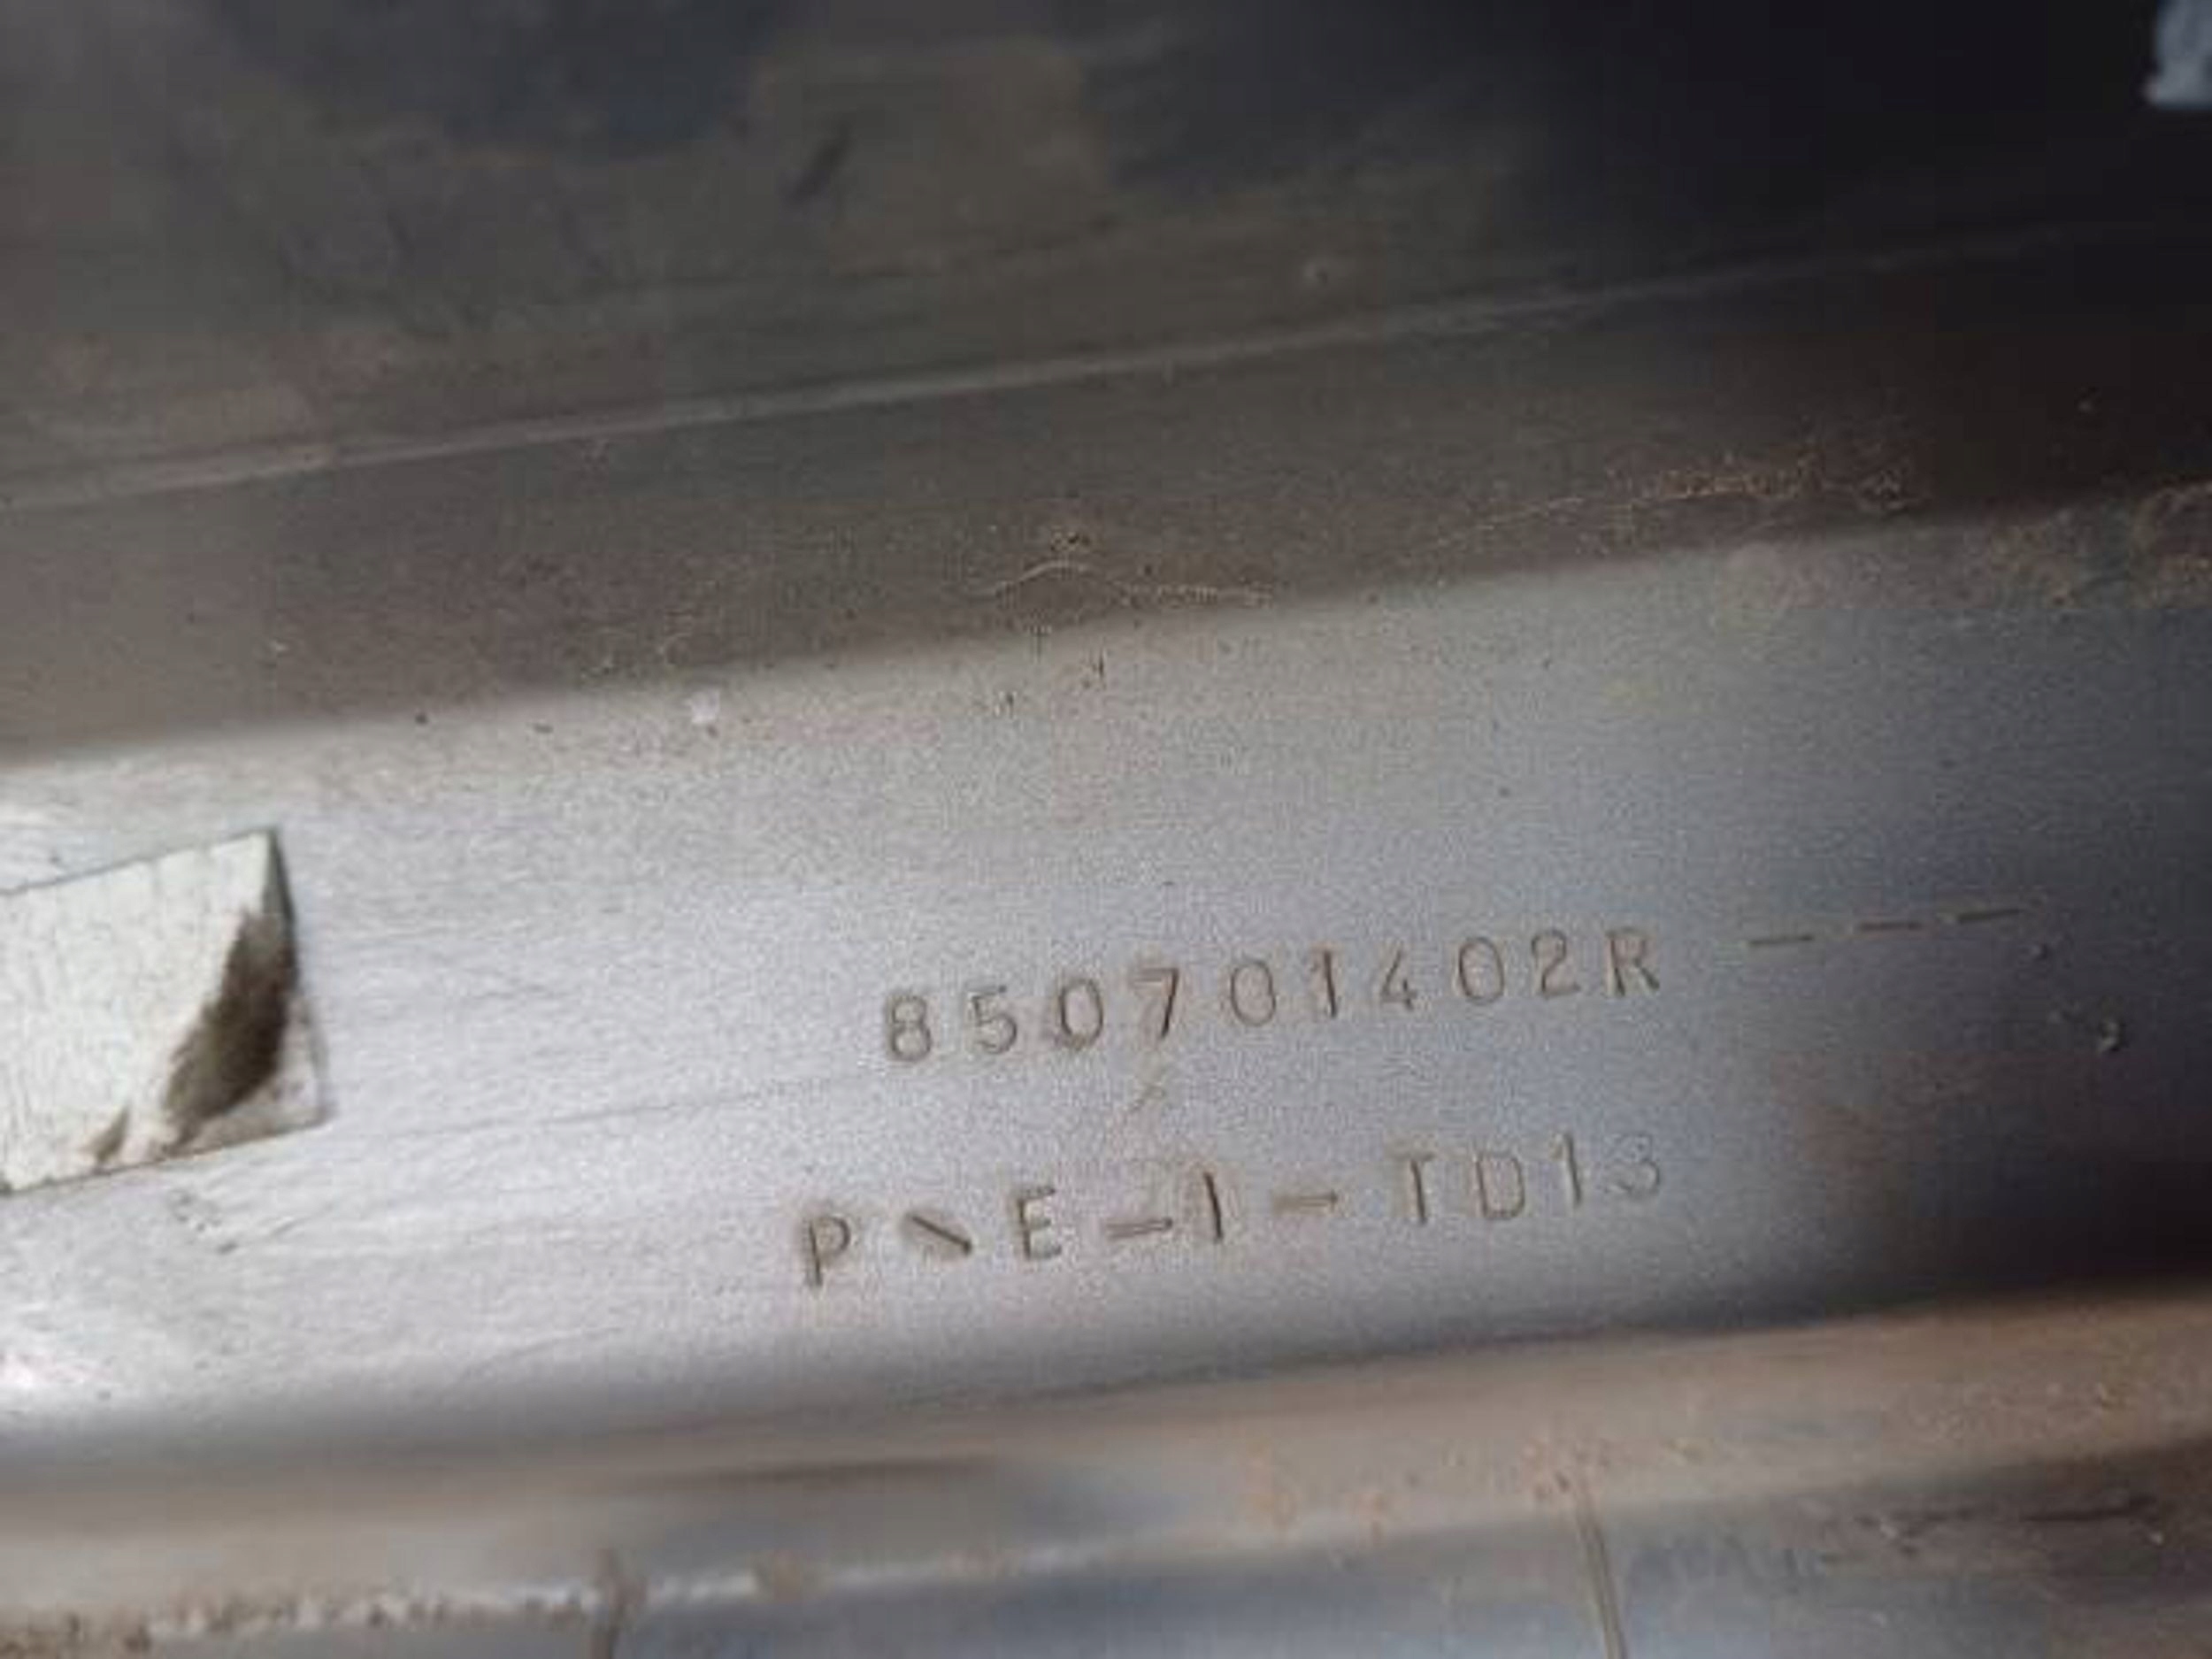 850701402R ---
P \ E - 1 - TD13